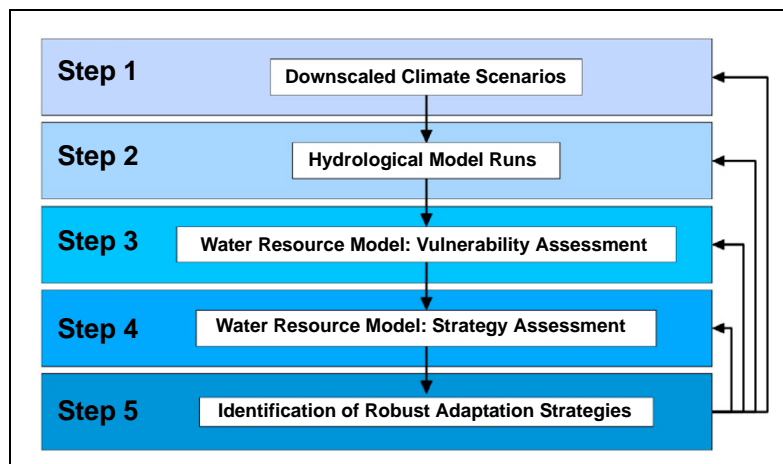 Step 1
Downscaled Climate Scenarios
Step 2
Hydrological Model Runs
Step 3
Water Resource Model: Vulnerability Assessment
Step 4
Water Resource Model: Strategy Assessment
Step 5
Identification of Robust Adaptation Strategies